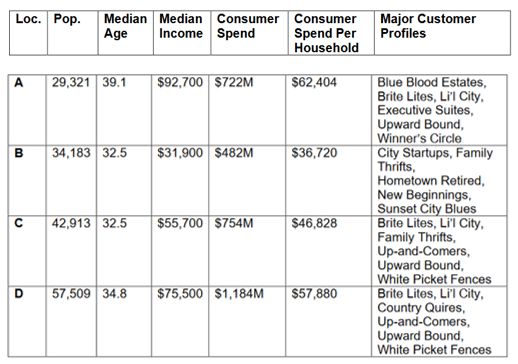 Loc. Pop. Median Age Median Income Consumer Spend Consumer Spend Per Household Major Customer Profiles
A 29,321 39.1 $92,700 $722M $62,404 Blue Blood Estates,
Brite Lites, Li'l City,
Executive Suites,
Upward Bound,
Winner's Circle
B 34,183 32.5 $31,900 $482M $36,720 City Startups, Family
Thrifts,
Hometown Retired,
New Beginnings,
Sunset City Blues
C 42,913 32.5 $55,700 $754M $46,828 Brite Lites, Li'l City,
Family Thrifts,
Up-and-Comers,
Upward Bound,
White Picket Fences
D 57,509 34.8 $75,500 $1,184M $57,880 Brite Lites, Li'l City,
Country Quires,
Up-and-Comers,
Upward Bound,
White Picket Fences